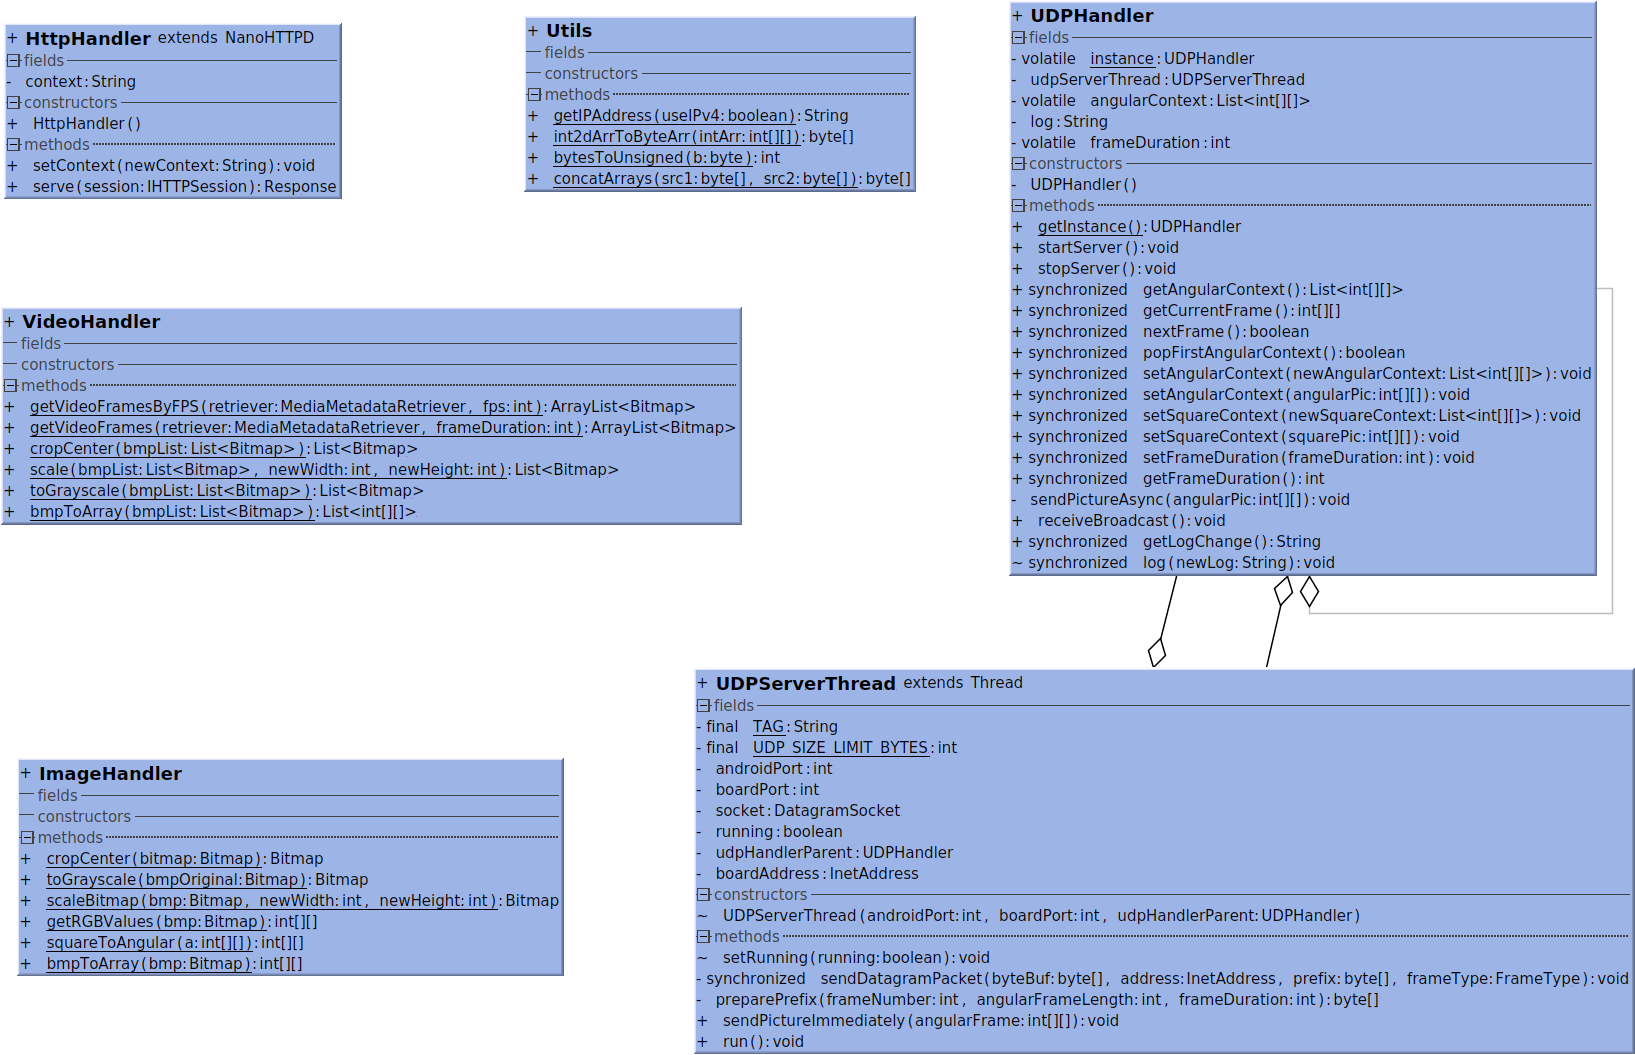 + HttpHandler extends NanoHTTPD
fields
- context:String
constructors
+ HttpHandler()
methods
+ setContext(newContext:String):void
+ serve(session:IHTTPSession):Response
+ Utils
fields
constructors
methods
+ getIPAddress(useIPv4:boolean):String
+ int2dArrToByteArr(intArr:int[][]):byte[]
+ bytesToUnsigned(b:byte):int
+ concatArrays(src1:byte[], src2:byte[]):byte[]
+ UDPHandler
fields
- volatile instance:UDPHandler
- udpServerThread:UDPServerThread
- volatile angularContext:List<int[][]>
- log:String
- volatile frameDuration:int
constructors
- UDPHandler()
methods
+ getInstance():UDPHandler
+ startServer():void
+ stopServer():void
+ synchronized getAngularContext():List<int[][]>
+ synchronized getCurrentFrame():int[][]
+ synchronized nextFrame():boolean
+ synchronized popFirstAngularContext():boolean
+ synchronized setAngularContext(newAngularContext:List<int[][]>):void
+ synchronized setAngularContext(angularPic:int[][]):void
+ synchronized setSquareContext(newSquareContext:List<int[][]>):void
+ synchronized setSquareContext(squarePic:int[][]):void
+ synchronized setFrameDuration(frameDuration:int):void
+ synchronized getFrameDuration():int
- sendPictureAsync(angularPic:int[][]):void
+ receiveBroadcast():void
+ synchronized getLogChange():String
~ synchronized log(newLog:String):void
+ VideoHandler
fields
constructors
methods
+ getVideoFramesByFPS(retriever:MediaMetadataRetriever, fps:int):ArrayList<Bitmap>
+ getVideoFrames(retriever:MediaMetadataRetriever, frameDuration:int):ArrayList<Bitmap>
+ cropCenter(bmpList:List<Bitmap>):List<Bitmap>
+ scale(bmpList:List<Bitmap>, newWidth:int, newHeight:int):List<Bitmap>
+ toGrayscale(bmpList:List<Bitmap>):List<Bitmap>
+ bmpToArray(bmpList:List<Bitmap>):List<int[][]>
+ UDPServerThread extends Thread
fields
- final TAG:String
- final UDP_SIZE_LIMIT_BYTES:int
- androidPort:int
- boardPort:int
- socket:DatagramSocket
- running:boolean
- udpHandlerParent:UDPHandler
- boardAddress:InetAddress
constructors
~ UDPServerThread(androidPort:int, boardPort:int, udpHandlerParent:UDPHandler)
methods
~ setRunning(running:boolean):void
- synchronized sendDatagramPacket(byteBuf:byte[], address:InetAddress, prefix:byte[], frameType:FrameType):void
- preparePrefix(frameNumber:int, angularFrameLength:int, frameDuration:int):byte[]
+ sendPictureImmediately(angularFrame:int[][]):void
+ run():void
+ ImageHandler
fields
constructors
methods
+ cropCenter(bitmap:Bitmap):Bitmap
+ toGrayscale(bmpOriginal:Bitmap):Bitmap
+ scaleBitmap(bmp:Bitmap, newWidth:int, newHeight:int):Bitmap
+ getRGBValues(bmp:Bitmap):int[][]
+ squareToAngular(a:int[][]):int[][]
+ bmpToArray(bmp:Bitmap):int[][]